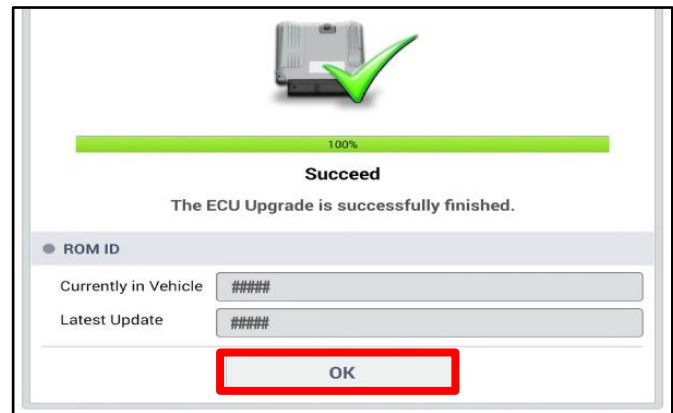 100%
Succeed
The ECU Upgrade is successfully finished.
ROM ID
Currently in Vehicle #####
Latest Update #####
OK